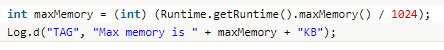 int maxMemory = (int) (Runtime.getRuntime().maxMemory() / 1024);
Log.d("TAG", "Max memory is " + maxMemory + "KB");